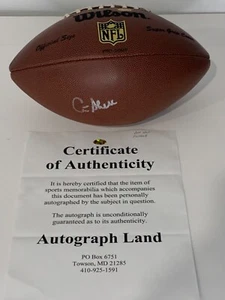 Wilson
Official Size
NFL
Certificate of
Authenticity
It is hereby certified that the item of
sports memorabilia which accompanies
this document has been personally
autographed by the subject in question.
The autograph is unconditionally
guaranteed as to its authenticity.
Autograph Land
PO Box 6751
Towson, MD 21285
410-925-1591